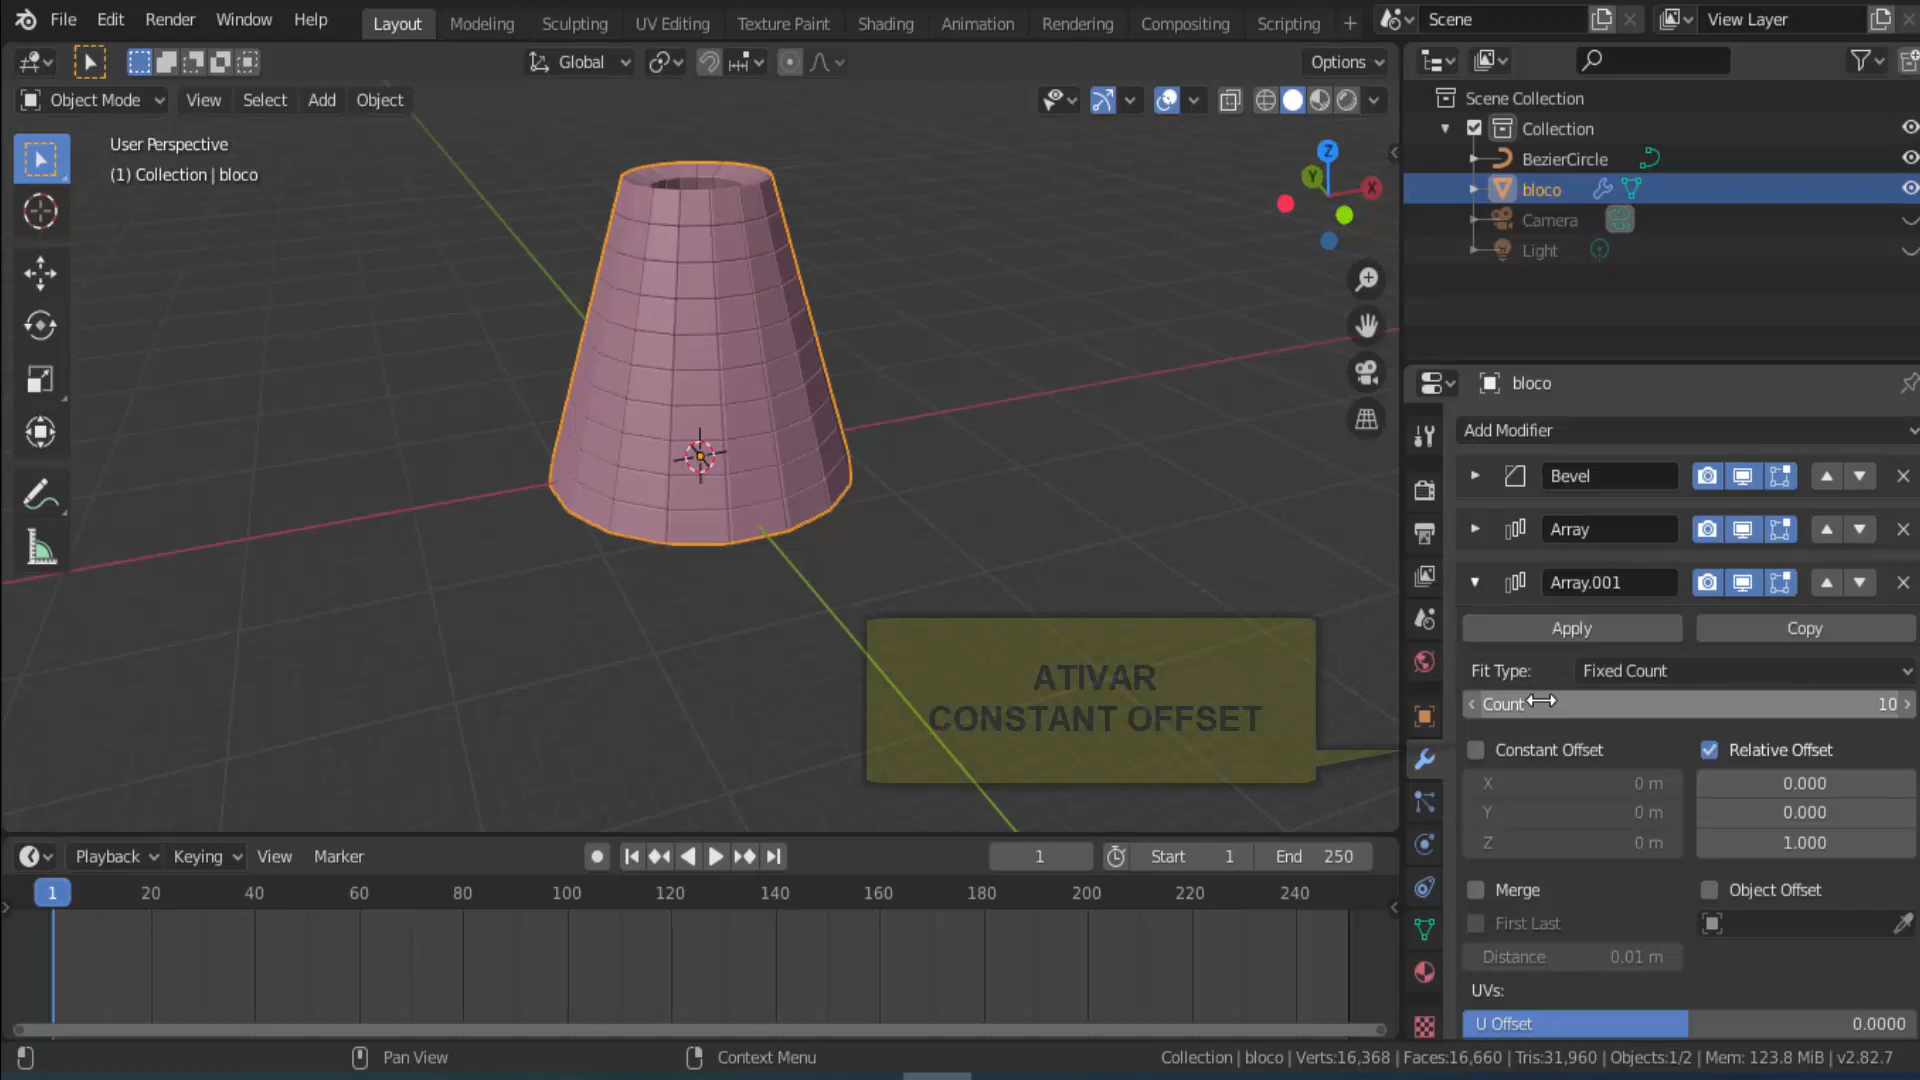 File Edit Render Window Help
Layout Modeling Sculpting UV Editing Texture Paint Shading Animation Rendering Compositing Scripting +
Scene
View Layer
Global
Options
Object Mode View Select Add Object
User Perspective
(1) Collection | bloco
Z
Y
X
Scene Collection
Collection
BezierCircle
bloco
Camera
Light
bloco
Add Modifier
Bevel
Array
Array.001
Apply Copy
Fit Type: Fixed Count
Count 10
Constant Offset Relative Offset
X 0 m 0.000
Y 0 m 0.000
Z 0 m 1.000
Merge Object Offset
First Last
Distance 0.01 m
UVs:
U Offset 0.0000
ATIVAR
CONSTANT OFFSET
Playback Keying View Marker
1 Start 1 End 250
1 20 40 60 80 100 120 140 160 180 200 220 240
Pan View
Context Menu
Collection | bloco | Verts:16,368 | Faces:16,660 | Tris:31,960 | Objects:1/2 | Mem: 123.8 MiB | v2.82.7